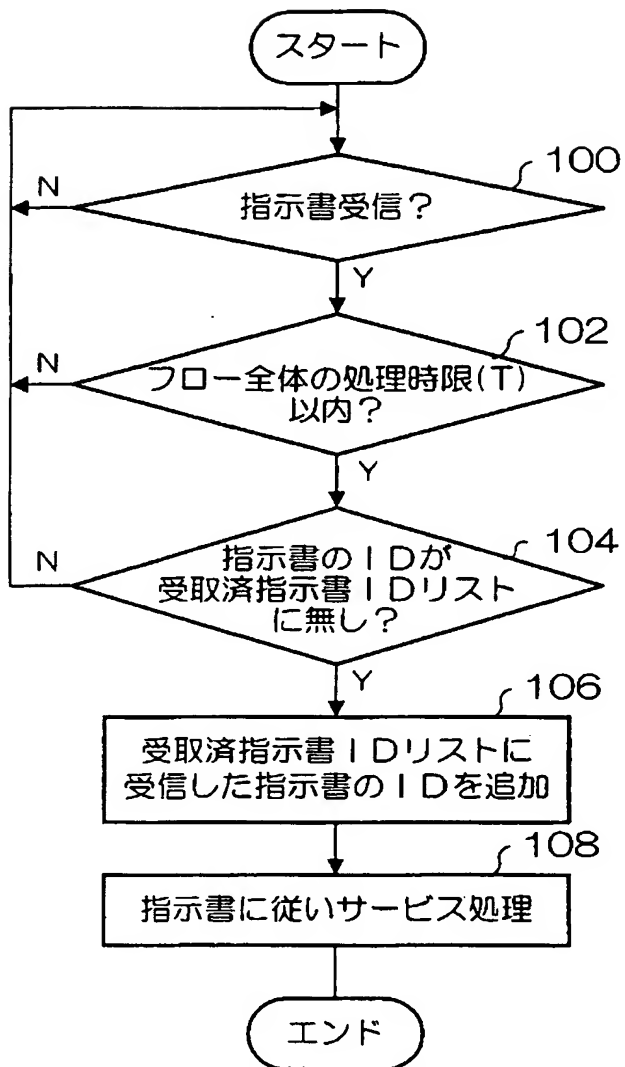 スタート
100
指示書受信？
N
Y
102
フロー全体の処理時限(T)
以内？
N
Y
104
指示書のＩＤが
受取済指示書ＩＤリスト
に無し？
N
Y
106
受取済指示書ＩＤリストに
受信した指示書のＩＤを追加
108
指示書に従いサービス処理
エンド